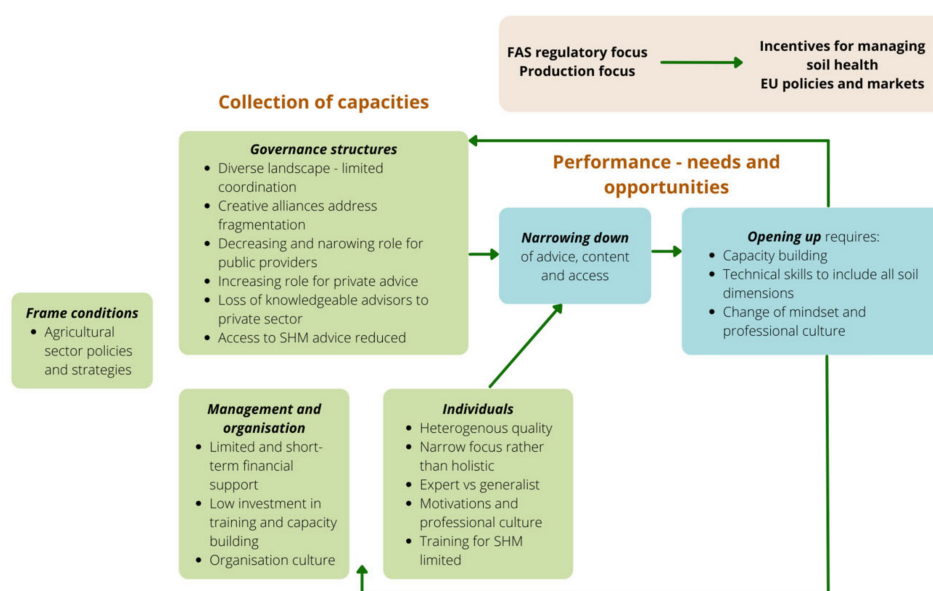 FAS regulatory focus
Production focus
Incentives for managing
soil health
EU policies and markets
Collection of capacities
Governance structures
• Diverse landscape - limited
coordination
• Creative alliances address
fragmentation
• Decreasing and narowing role for
public providers
• Increasing role for private advice
• Loss of knowledgeable advisors to
private sector
• Access to SHM advice reduced
Performance - needs and
opportunities
Narrowing down
of advice, content
and access
Opening up requires:
• Capacity building
• Technical skills to include all soil
dimensions
• Change of mindset and
professional culture
Frame conditions
• Agricultural
sector policies
and strategies
Management and
organisation
• Limited and short-
term financial
support
• Low investment in
training and capacity
building
• Organisation culture
Individuals
• Heterogenous quality
• Narrow focus rather
than holistic
• Expert vs generalist
• Motivations and
professional culture
• Training for SHM
limited